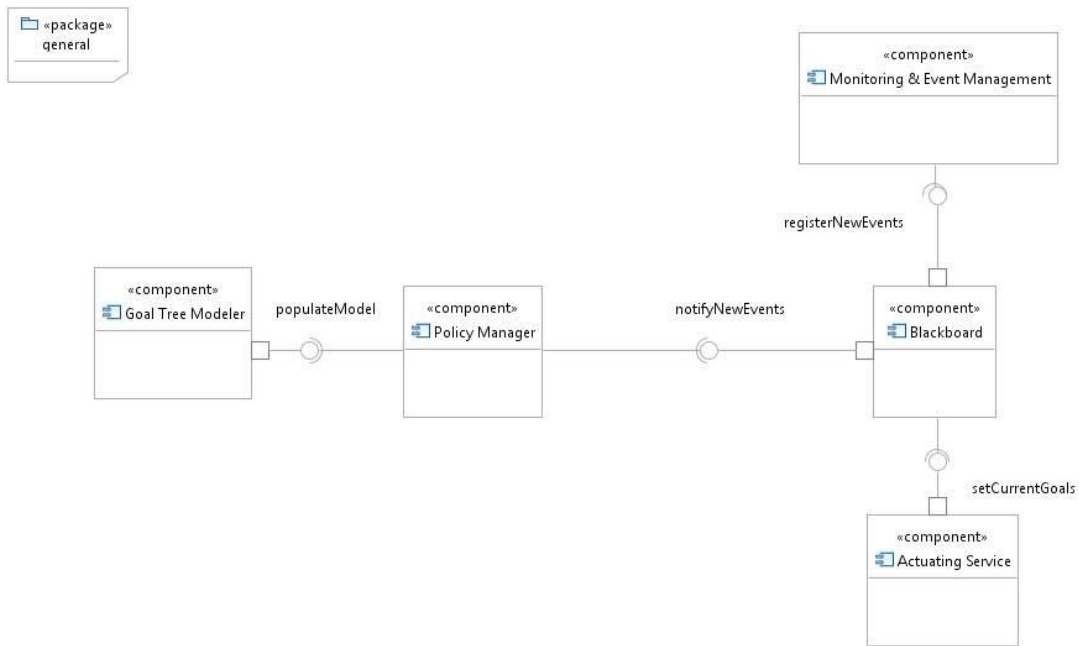 «package»
qeneral
«component»
Monitoring & Event Management
registerNewEvents
«component»
Goal Tree Modeler
populateModel
«component»
Policy Manager
notifyNewEvents
«component»
Blackboard
setCurrentGoals
«component»
Actuating Service